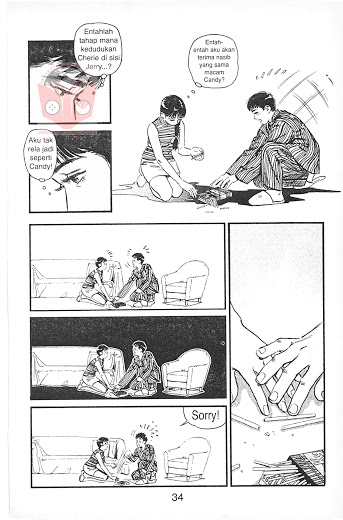 Entahlah
tahap mana
kedudukan
Cherie di sisi
Jerry...?
Entah-
entah aku akan
terima nasib
yang sama
macam
Candy?
Aku tak
rela jadi
seperti
Candy!
Sorry!
34